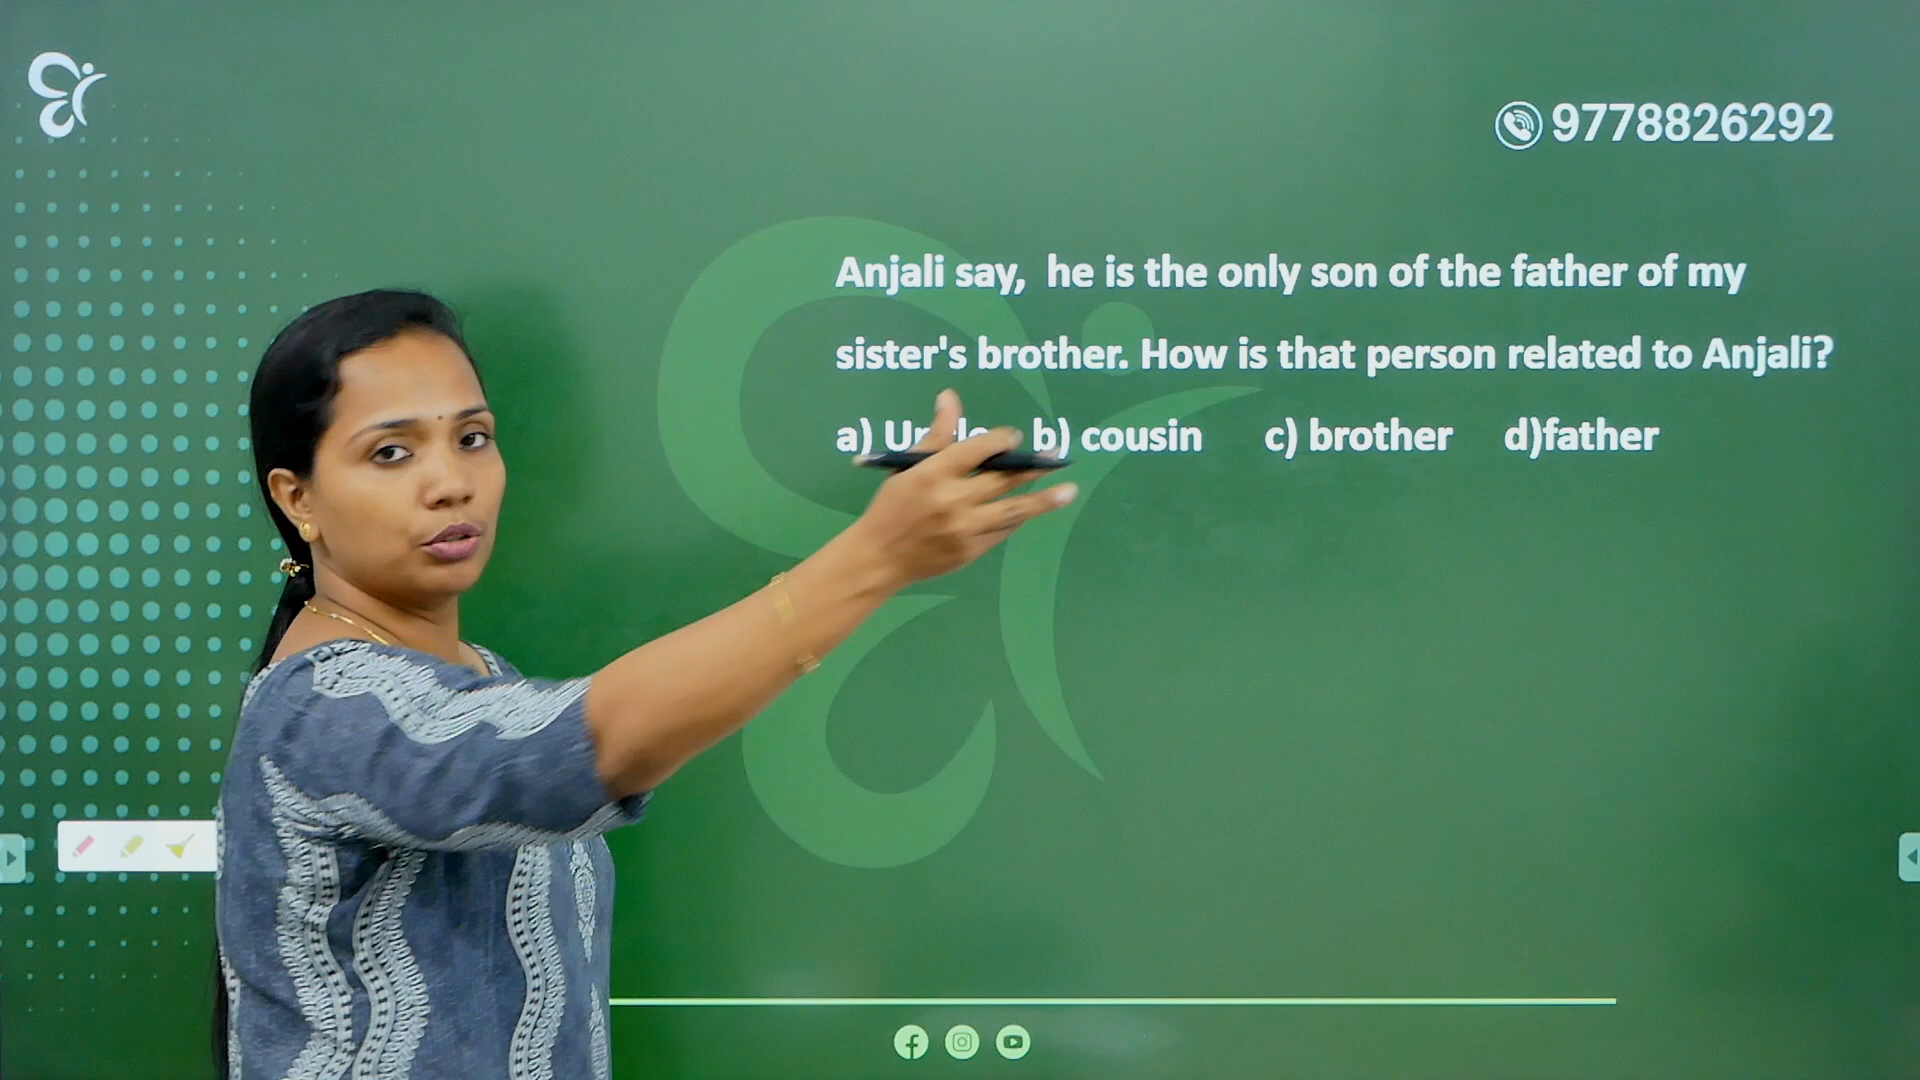 9778826292
Anjali say, he is the only son of the father of my
sister's brother. How is that person related to Anjali?
a) b) cousin c) brother d)father